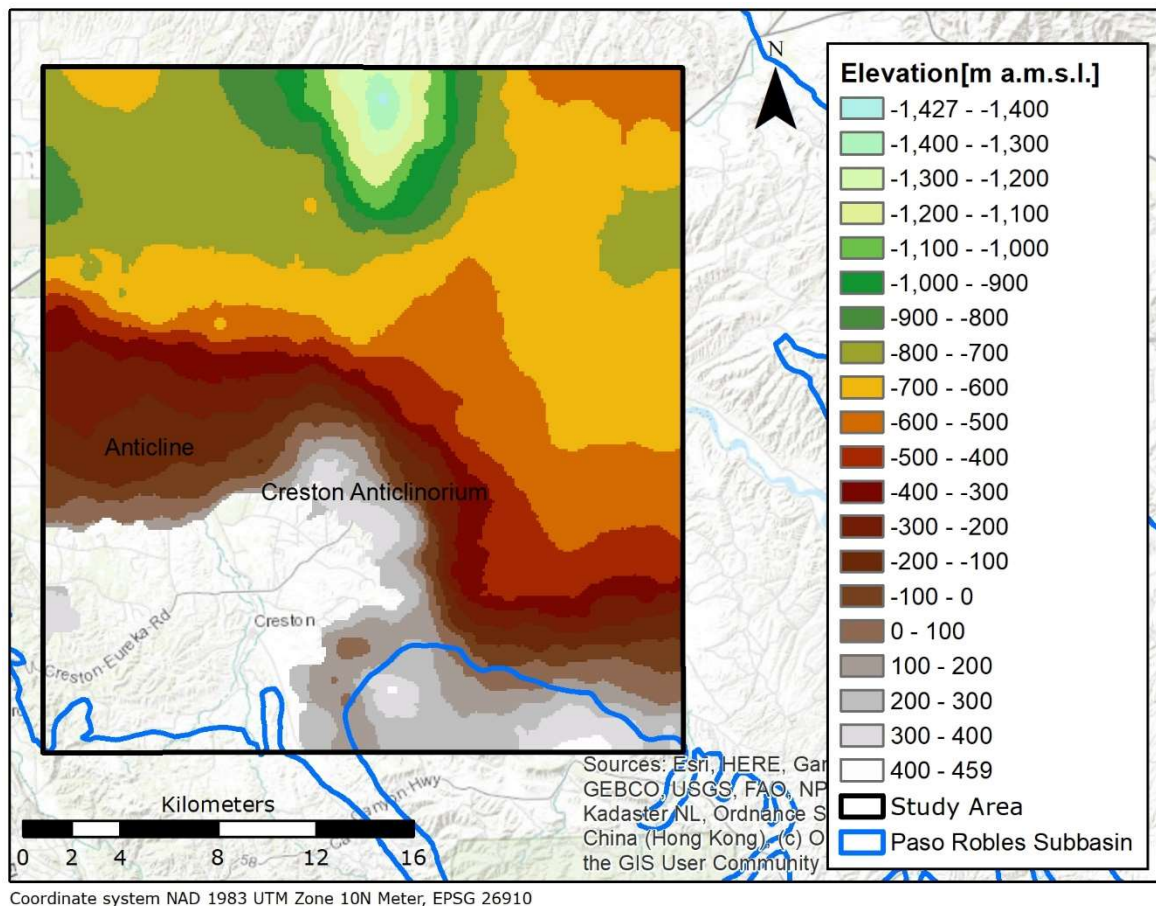 N
Elevation[m a.m.s.l.]
-1,427 - -1,400
-1,400 - -1,300
-1,300 - -1,200
-1,200 - -1,100
-1,100 - -1,000
-1,000 - -900
-900 - -800
-800 - -700
-700 - -600
-600 - -500
-500 - -400
-400 - -300
-300 - -200
-200 - -100
-100 - 0
0 - 100
100 - 200
200 - 300
300 - 400
400 - 459
Study Area
Paso Robles Subbasin
Anticline
Creston Anticlinorium
Creston
Creston-Eureka-Rd
Sources: Esri, HERE, Gar
GEBCO, USGS, FAO, NP
Kadaster NL, Ordnance S
China (Hong Kong), (c) O
the GIS User Community
Hwy
58
Kilometers
0 2 4 8 12 16
Coordinate system NAD 1983 UTM Zone 10N Meter, EPSG 26910